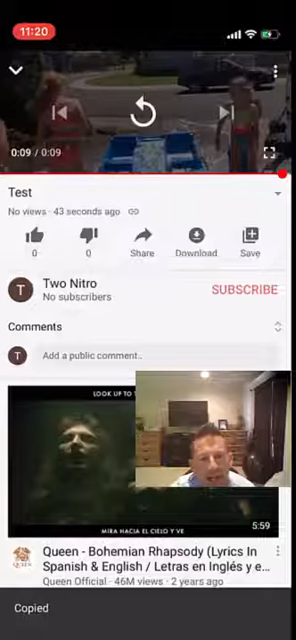 11:20
0:09 / 0:09
Test
No views · 43 seconds ago
0
0
Share
Download
Save
T
Two Nitro
No subscribers
SUBSCRIBE
Comments
T
Add a public comment..
LOOK UP TO
MIRA HACIA EL CIELO Y VE
5:59
QUEEN
Queen - Bohemian Rhapsody (Lyrics In
Spanish & English / Letras en Inglés y e...
Queen Official · 46M views · 2 years ago
Copied